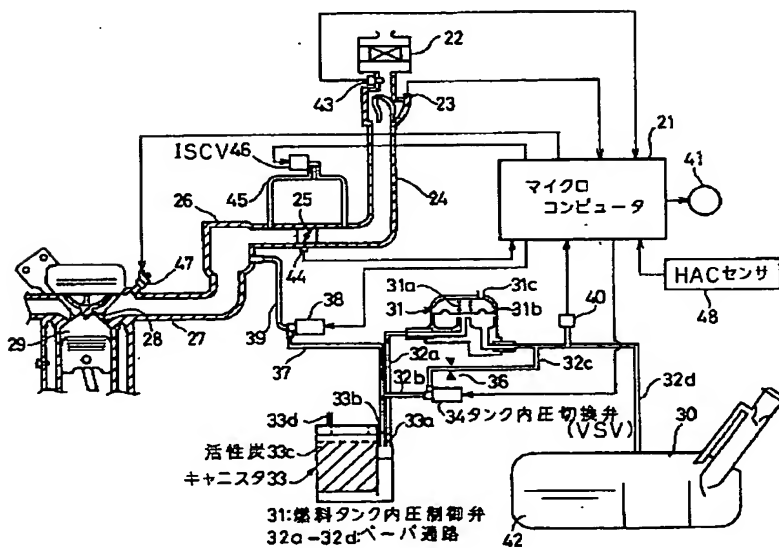 22
43
23
21
ISCV46
マイクロ
コンピュータ
41
45
25
24
26
44
HACセンサ
48
47
31a
31c
31
31b
40
38
39
29
28
27
32a
32c
37
36
32d
33b
32b
33d
33a
34タンク内圧切換弁
(VSV)
30
活性炭33c
キャニスタ33
42
31:燃料タンク内圧制御弁
32a-32d:ベーパ通路